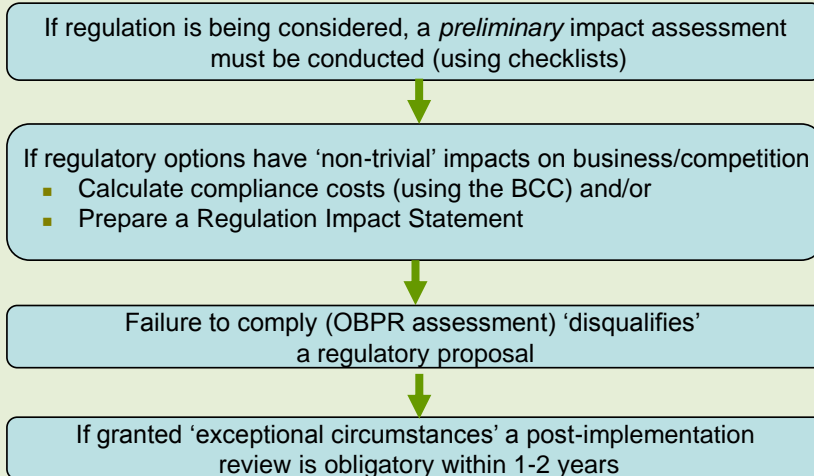 If regulation is being considered, a preliminary impact assessment
must be conducted (using checklists)
If regulatory options have ‘non-trivial’ impacts on business/competition
▪ Calculate compliance costs (using the BCC) and/or
▪ Prepare a Regulation Impact Statement
Failure to comply (OBPR assessment) ‘disqualifies’
a regulatory proposal
If granted ‘exceptional circumstances’ a post-implementation
review is obligatory within 1-2 years